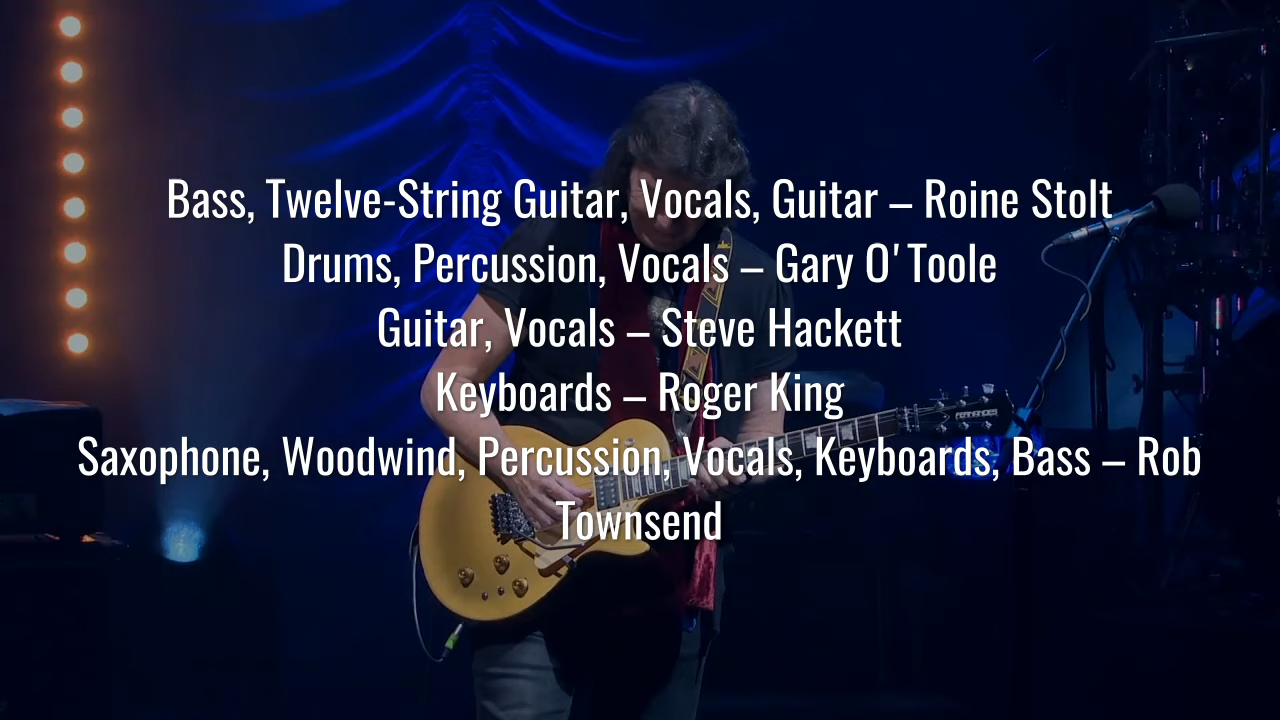 Bass, Twelve-String Guitar, Vocals, Guitar – Roine Stolt
Drums, Percussion, Vocals – Gary O'Toole
Guitar, Vocals – Steve Hackett
Keyboards – Roger King
FERNANDES
Saxophone, Woodwind, Percussion, Vocals, Keyboards, Bass – Rob
Townsend